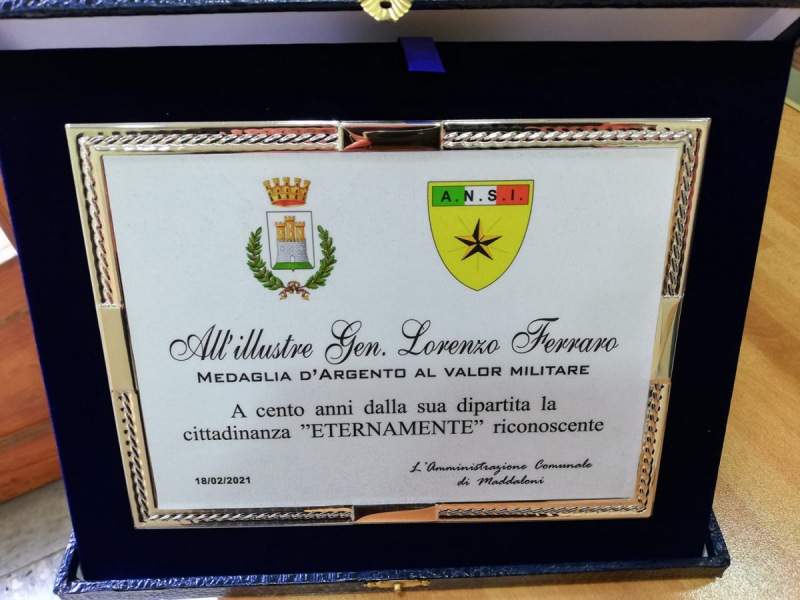 A.N.S.I.
All'illustre Gen. Lorenzo Ferraro
MEDAGLIA D'ARGENTO AL VALOR MILITARE
A cento anni dalla sua dipartita la
cittadinanza "ETERNAMENTE" riconoscente
18/02/2021
L'Amministrazione Comunale
di Maddaloni